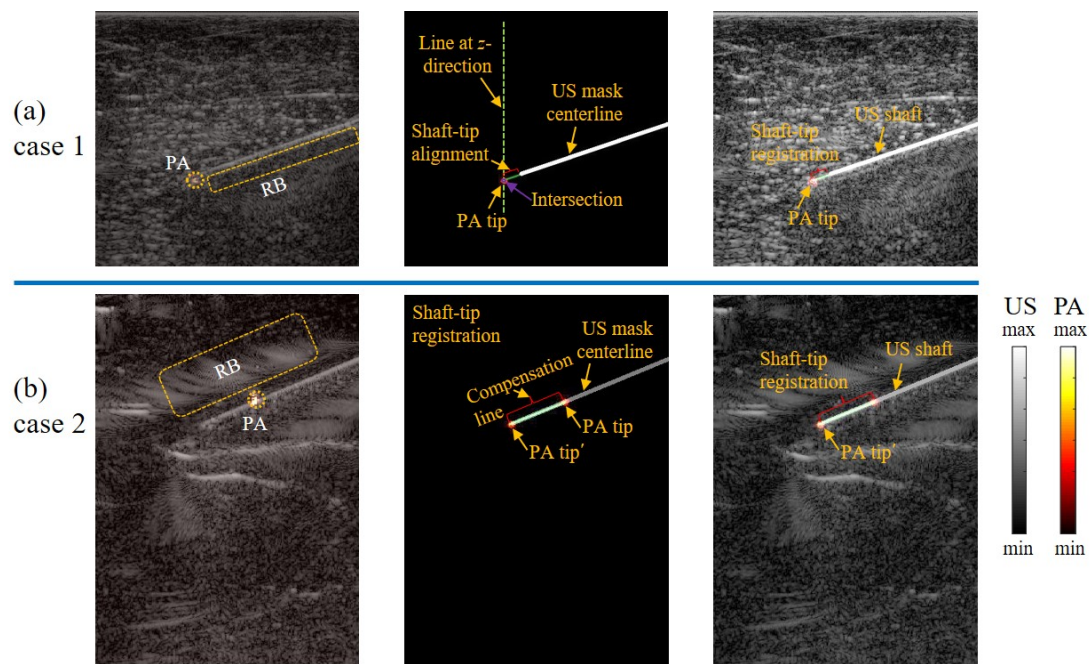 (a)
case 1
PA
RB
Line at z-
direction
US mask
centerline
Shaft-tip
alignment
Intersection
PA tip
US shaft
Shaft-tip
registration
PA tip
(b)
case 2
RB
PA
Shaft-tip
registration
US mask
centerline
Compensation
line
PA tip
PA tip′
Shaft-tip
registration
US shaft
PA tip′
US PA
max max
min min